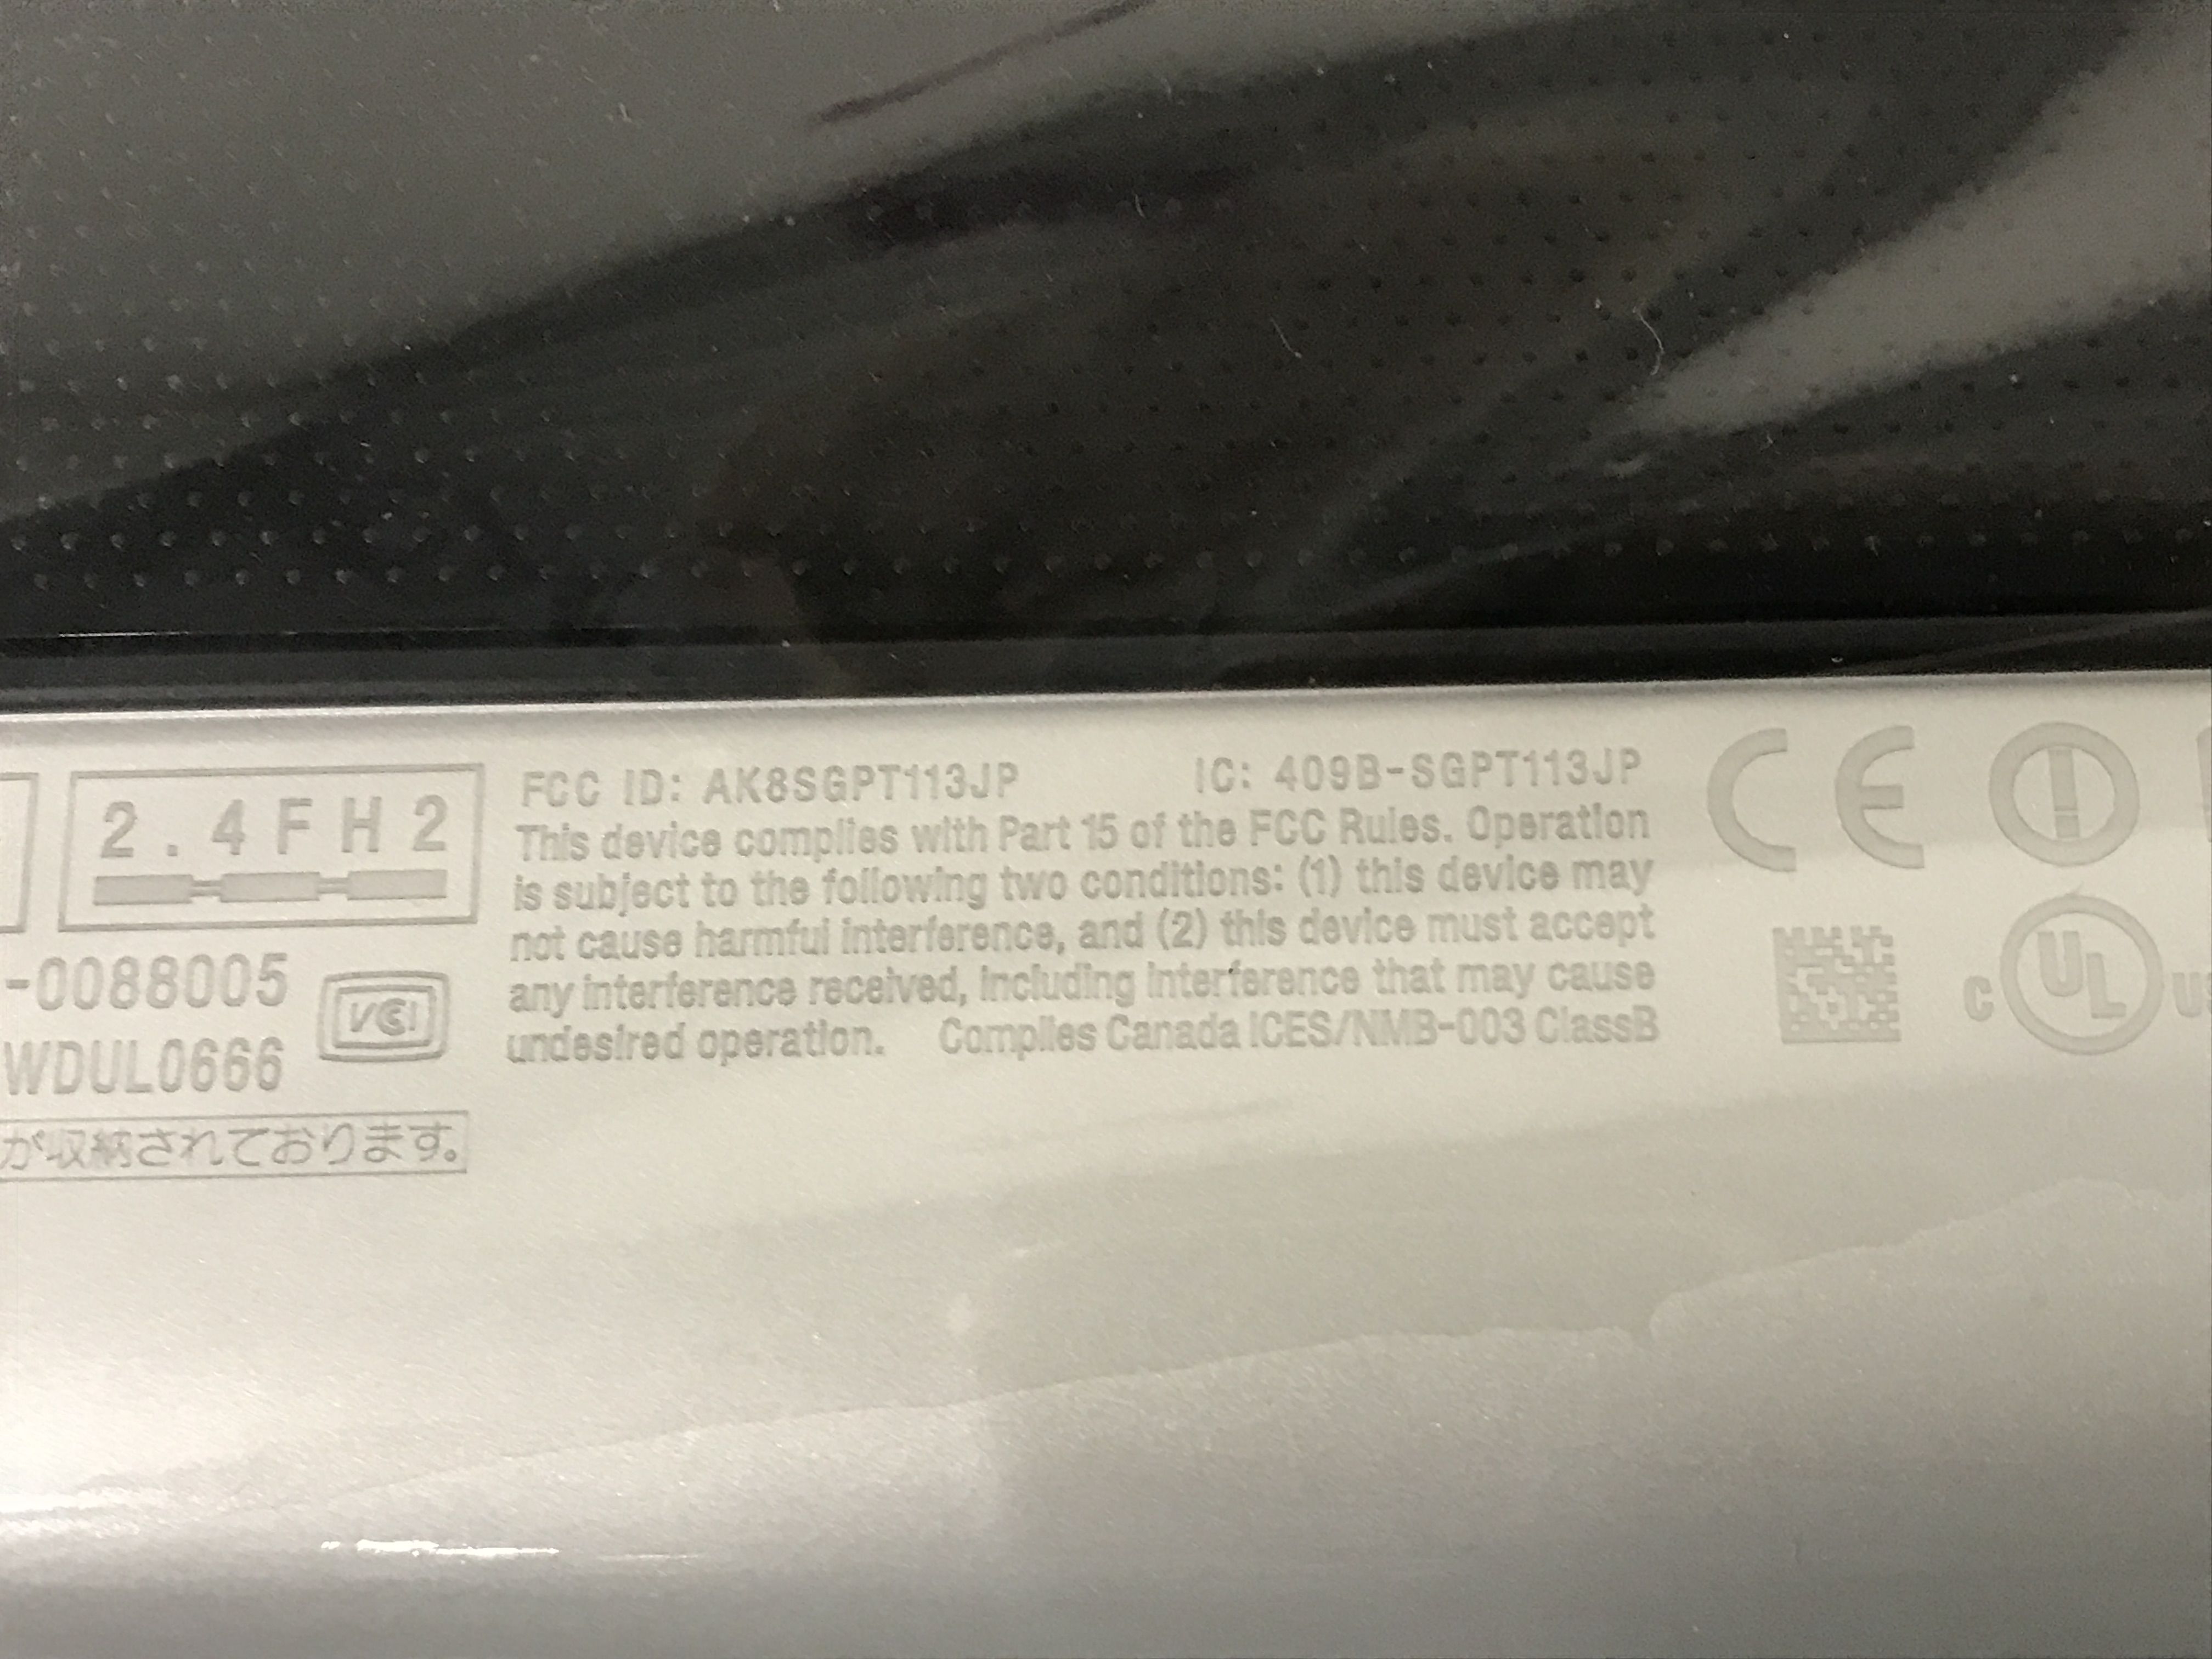 2.4FH2
-0088005
WDUL0666
VCI
が収納されております。
FCC ID: AK8SGPT113JP IC: 409B-SGPT113JP
This device complies with Part 15 of the FCC Rules. Operation
is subject to the following two conditions: (1) this device may
not cause harmful interference, and (2) this device must accept
any interference received, including interference that may cause
undesired operation. Complies Canada ICES/NMB-003 ClassB
CE
C UL U